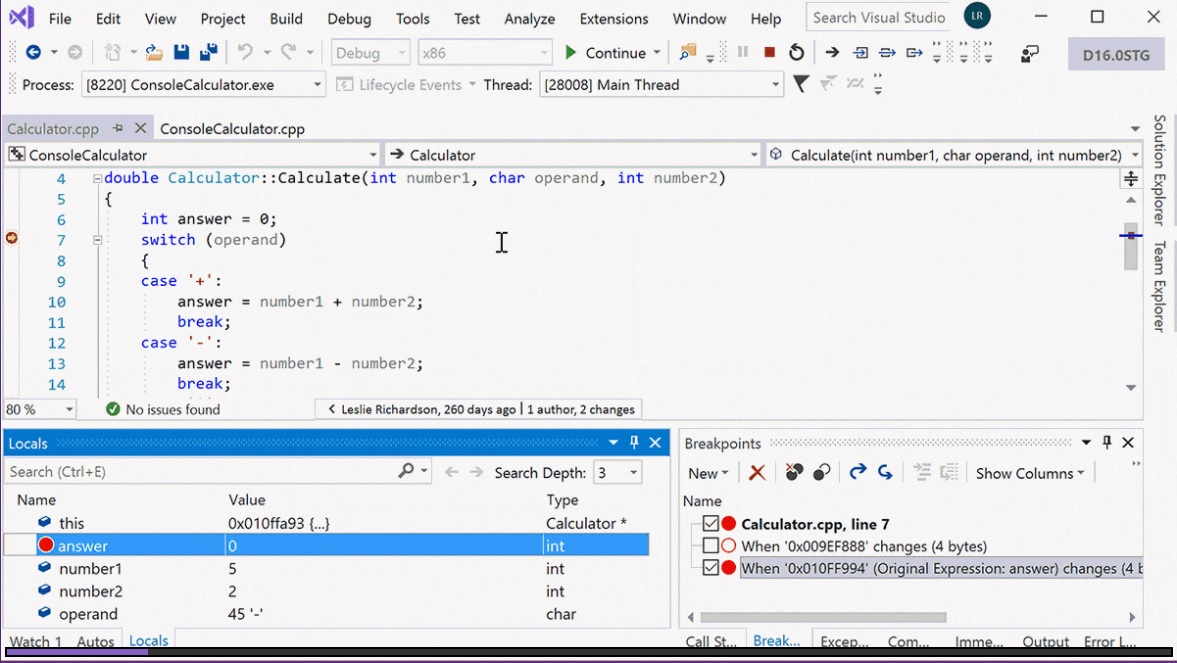 File Edit View Project Build Debug Tools Test Analyze Extensions Window Help Search Visual Studio LR
Debug x86 Continue D16.0STG
Process: [8220] ConsoleCalculator.exe Lifecycle Events Thread: [28008] Main Thread
Calculator.cpp ConsoleCalculator.cpp
ConsoleCalculator Calculator Calculate(int number1, char operand, int number2)
4 double Calculator::Calculate(int number1, char operand, int number2)
5 {
6 int answer = 0;
7 switch (operand)
8 {
9 case '+':
10 answer = number1 + number2;
11 break;
12 case '-':
13 answer = number1 - number2;
14 break;
80 % No issues found < Leslie Richardson, 260 days ago | 1 author, 2 changes
Solution Explorer
Team Explorer
Locals
Search (Ctrl+E) Search Depth: 3
Name Value Type
this 0x010ffa93 {...} Calculator *
answer 0 int
number1 5 int
number2 2 int
operand 45 '-' char
Watch 1 Autos Locals
Breakpoints
New Show Columns
Name
Calculator.cpp, line 7
When '0x009EF888' changes (4 bytes)
When '0x010FF994' (Original Expression: answer) changes (4 b
Call St... Break... Excep... Com... Imme... Output Error L...